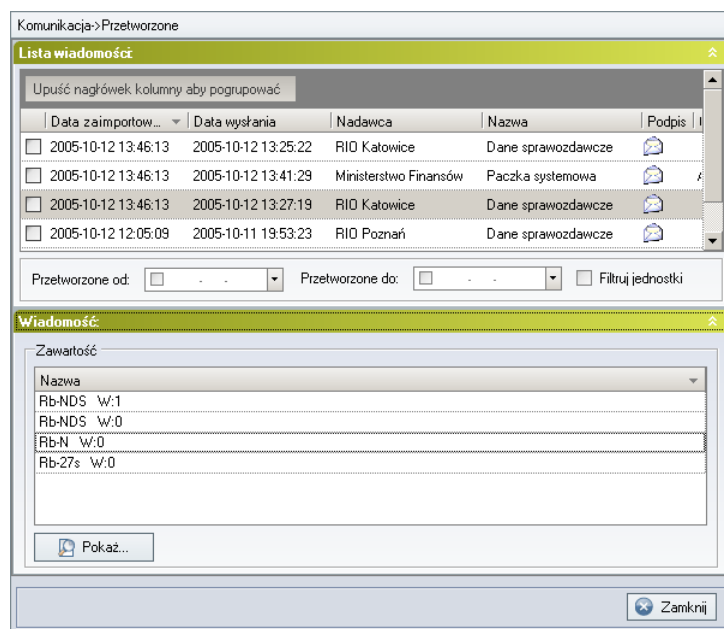 Komunikacja->Przetworzone
Lista wiadomości:
Upuść nagłówek kolumny aby pogrupować
Data zaimportow... Data wysłania Nadawca Nazwa Podpis
2005-10-12 13:46:13 2005-10-12 13:25:22 RIO Katowice Dane sprawozdawcze
2005-10-12 13:46:13 2005-10-12 13:41:29 Ministerstwo Finansów Paczka systemowa
2005-10-12 13:46:13 2005-10-12 13:27:19 RIO Katowice Dane sprawozdawcze
2005-10-12 12:05:09 2005-10-11 19:53:23 RIO Poznań Dane sprawozdawcze
Przetworzone od: . . Przetworzone do: . . Filtruj jednostki
Wiadomość:
Zawartość
Nazwa
Rb-NDS W:1
Rb-NDS W:0
Rb-N W:0
Rb-27s W:0
Pokaż...
Zamknij